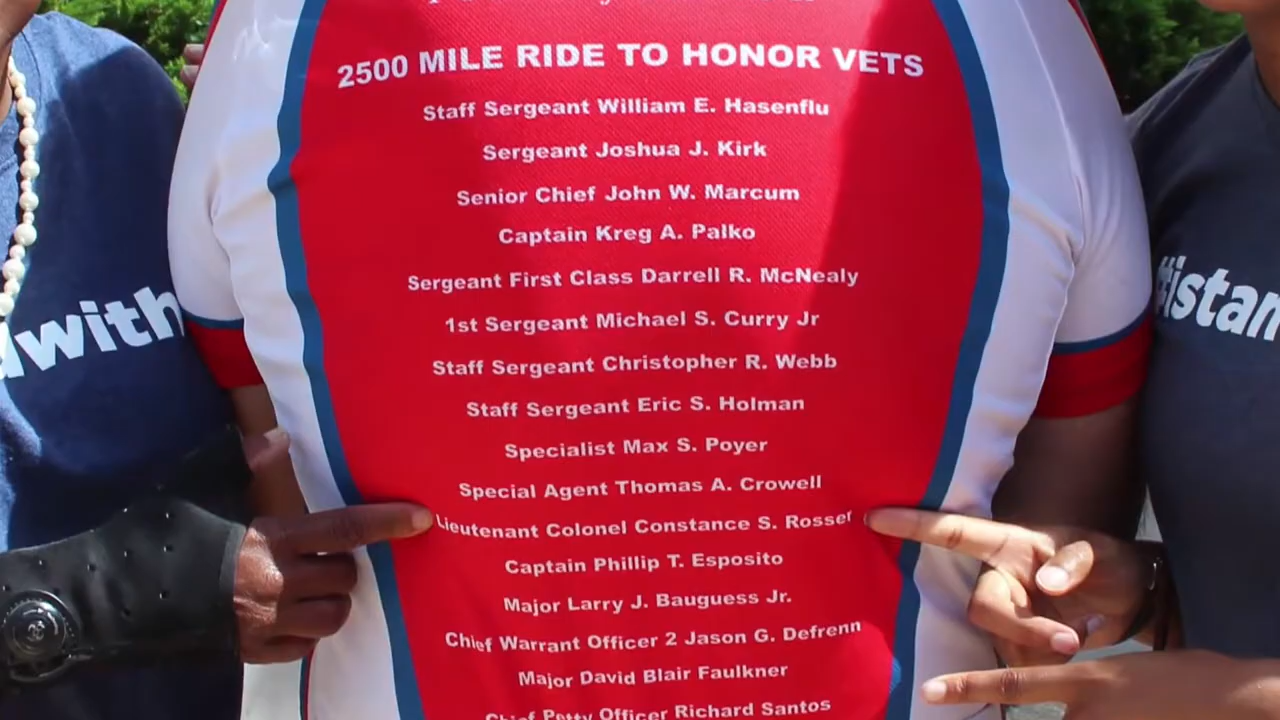 2500 MILE RIDE TO HONOR VETS
Staff Sergeant William E. Hasenflu
Sergeant Joshua J. Kirk
Senior Chief John W. Marcum
Captain Kreg A. Palko
Sergeant First Class Darrell R. McNealy
1st Sergeant Michael S. Curry Jr
Staff Sergeant Christopher R. Webb
Staff Sergeant Eric S. Holman
Specialist Max S. Poyer
Special Agent Thomas A. Crowell
Lieutenant Colonel Constance S. Rosser
Captain Phillip T. Esposito
Major Larry J. Bauguess Jr.
Chief Warrant Officer 2 Jason G. Defrenn
Major David Blair Faulkner
Chief Petty Officer Richard Santos
with
#istan